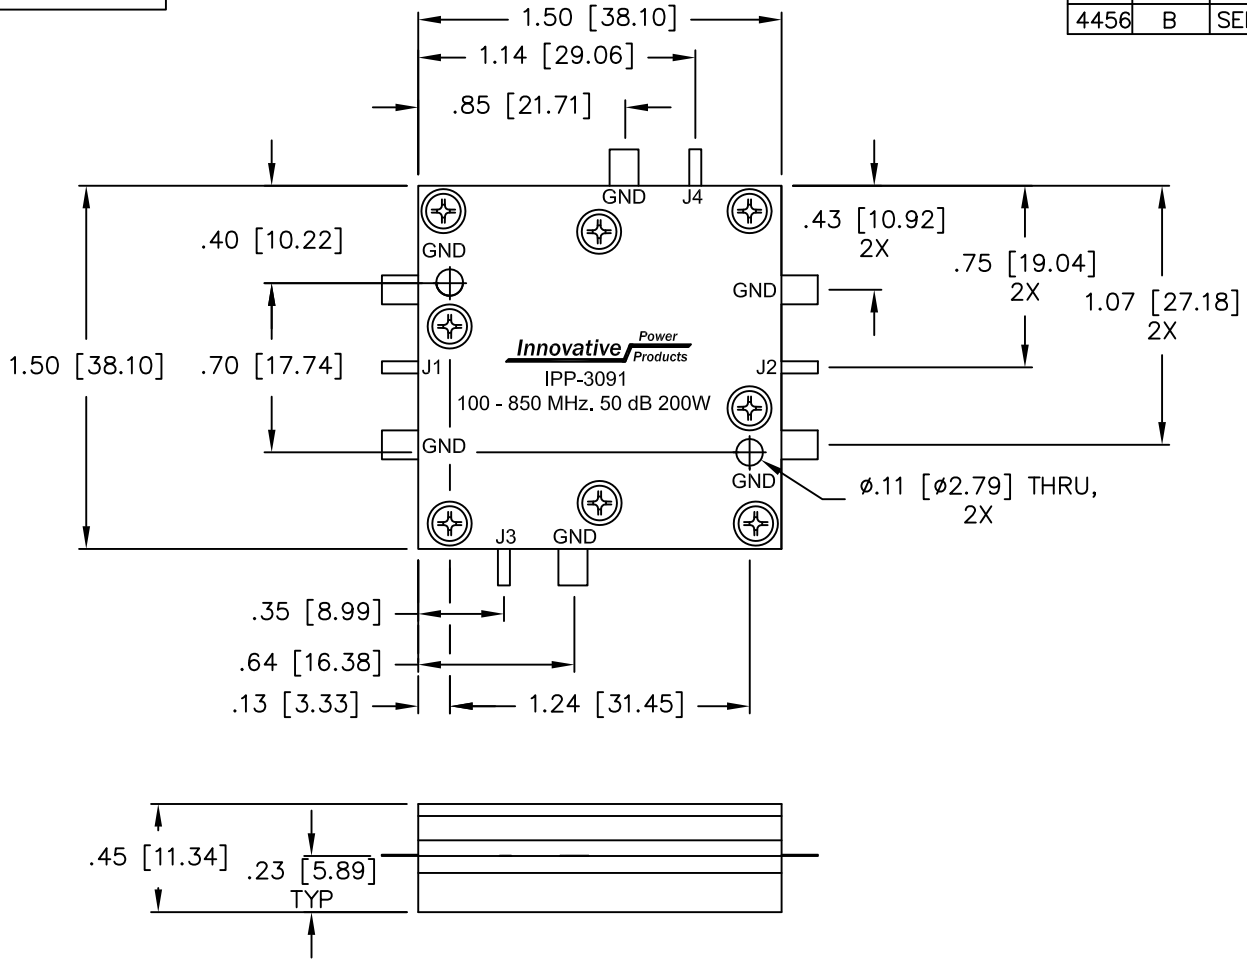 1.50 [38.10]
4456 B
1.14 [29.06]
.85 [21.71]
GND J4
.40 [10.22]
GND
.43 [10.92]
2X
.75 [19.04]
2X
GND
1.07 [27.18]
2X
Innovative Power Products
1.50 [38.10]
.70 [17.74]
J1
J2
IPP-3091
100 - 850 MHz. 50 dB 200W
GND
GND
ø.11 [ø2.79] THRU,
2X
J3 GND
.35 [8.99]
.64 [16.38]
.13 [3.33]
1.24 [31.45]
.45 [11.34]
.23 [5.89]
TYP